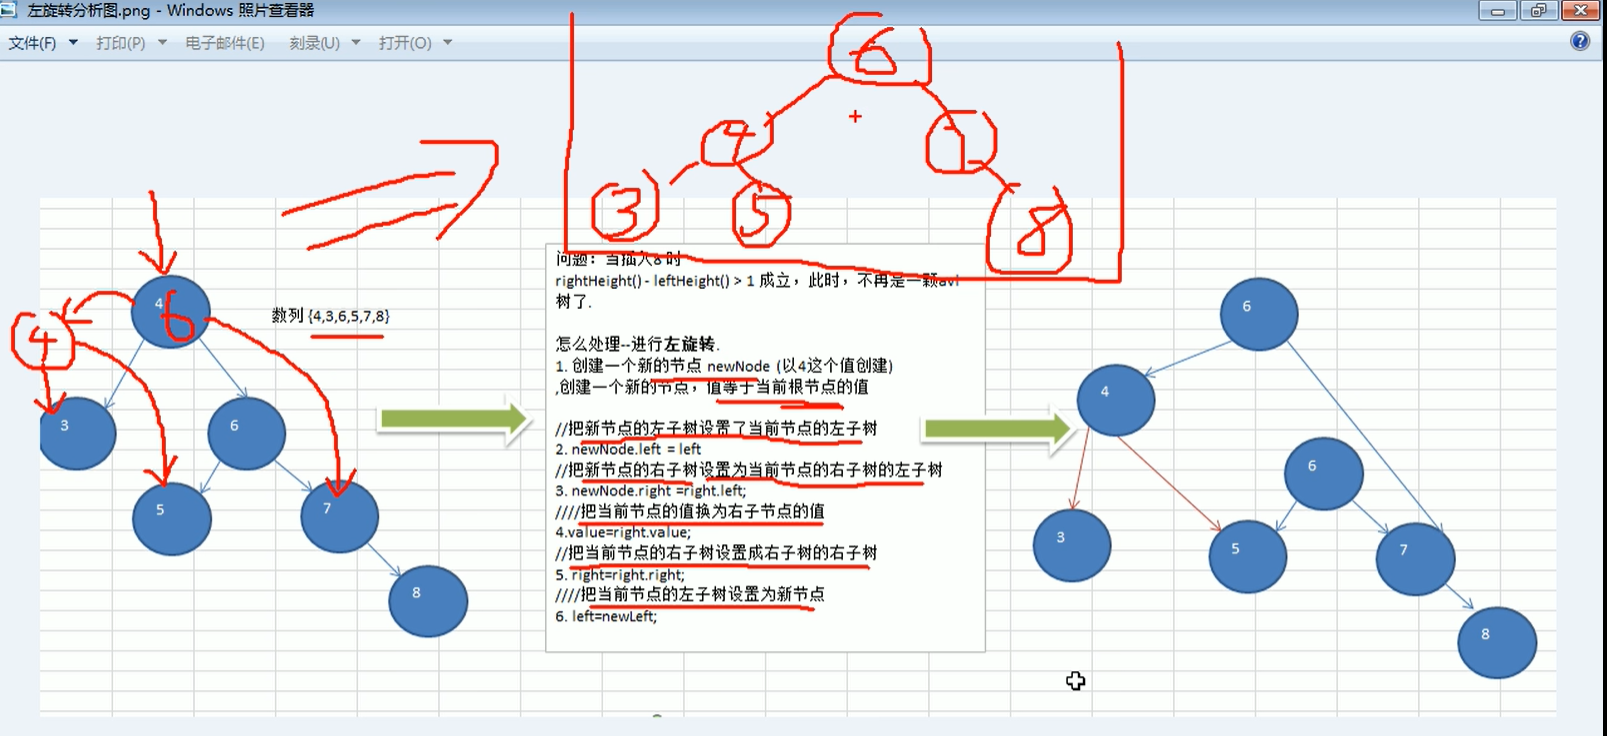 左旋转分析图.png - Windows 照片查看器
文件(F) 打印(P) 电子邮件(E) 刻录(U) 打开(O)
6
4 7
3 5 8
4 6
4
3
6
5
7
8
数列 {4,3,6,5,7,8}
问题：当插入8 时
rightHeight() - leftHeight() > 1 成立，此时，不再是一颗avl
树了.
怎么处理--进行左旋转.
1. 创建一个新的节点 newNode (以4这个值创建)
,创建一个新的节点，值等于当前根节点的值
//把新节点的左子树设置了当前节点的左子树
2. newNode.left = left
//把新节点的右子树设置为当前节点的右子树的左子树
3. newNode.right =right.left;
////把当前节点的值换为右子节点的值
4.value=right.value;
//把当前节点的右子树设置成右子树的右子树
5. right=right.right;
////把当前节点的左子树设置为新节点
6. left=newLeft;
6
4
6
3
5
7
8